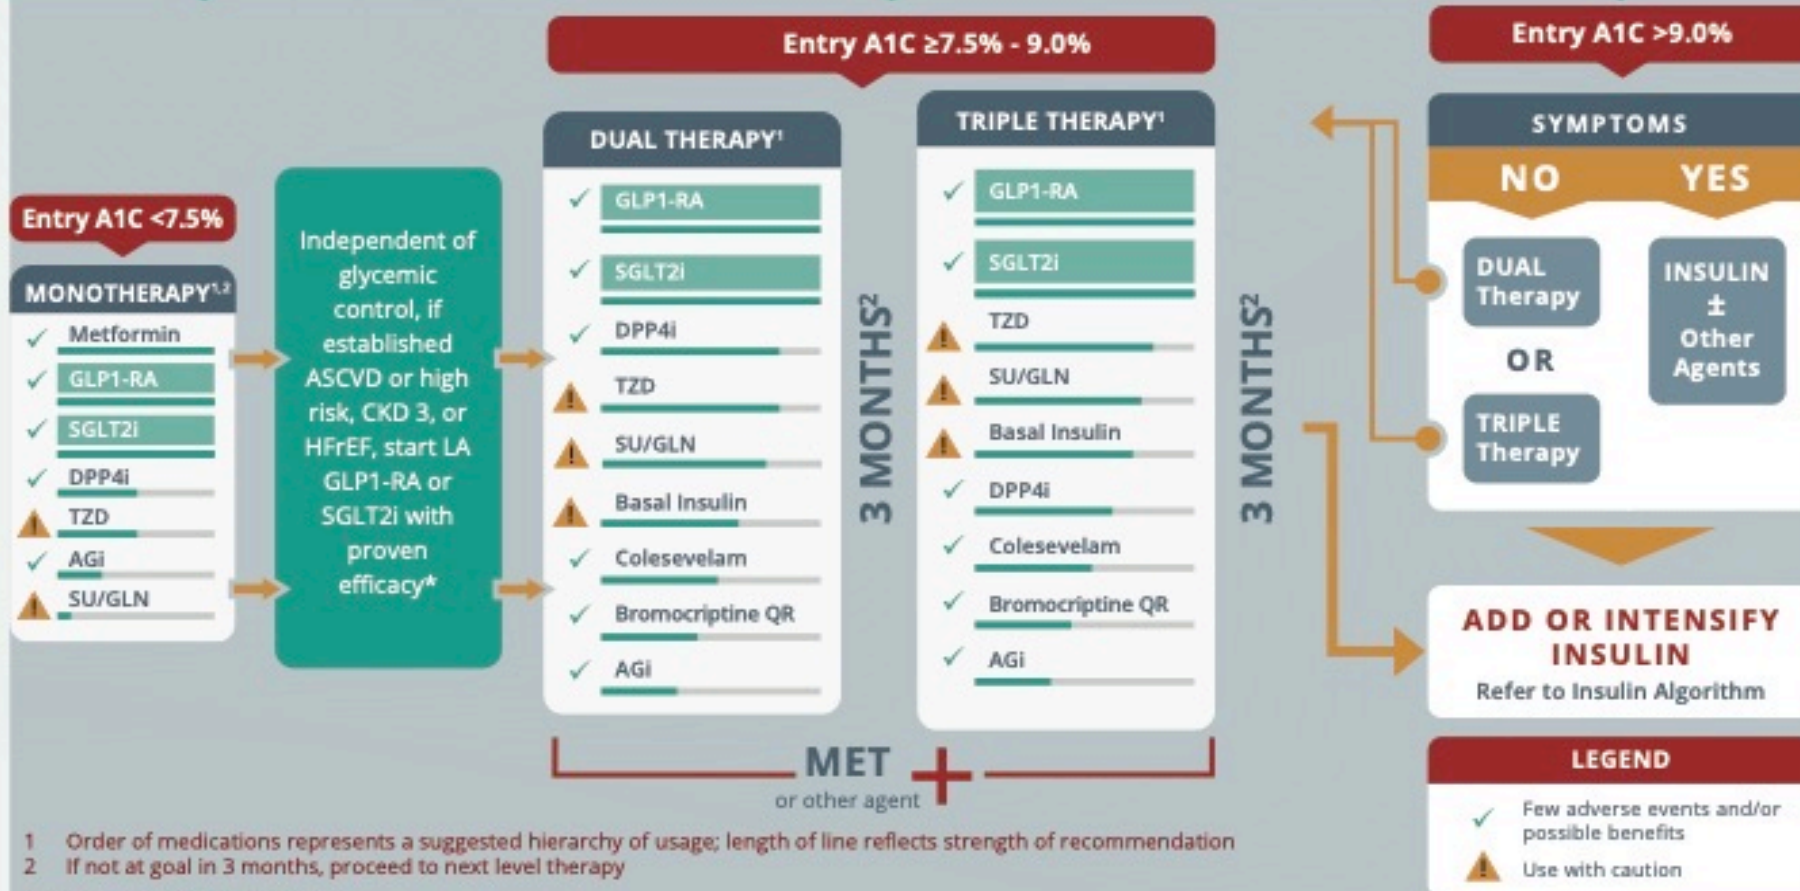 Entry A1C <7.5%
MONOTHERAPY1,2
Metformin
GLP1-RA
SGLT2i
DPP4i
TZD
AGi
SU/GLN
Independent of
glycemic
control, if
established
ASCVD or high
risk, CKD 3, or
HFrEF, start LA
GLP1-RA or
SGLT2i with
proven
efficacy*
Entry A1C ≥7.5% - 9.0%
DUAL THERAPY1
GLP1-RA
SGLT2i
DPP4i
TZD
SU/GLN
Basal Insulin
Colesevelam
Bromocriptine QR
AGi
3 MONTHS2
TRIPLE THERAPY1
GLP1-RA
SGLT2i
TZD
SU/GLN
Basal Insulin
DPP4i
Colesevelam
Bromocriptine QR
AGi
3 MONTHS2
MET
or other agent
Entry A1C >9.0%
SYMPTOMS
NO
YES
DUAL
Therapy
OR
TRIPLE
Therapy
INSULIN
±
Other
Agents
ADD OR INTENSIFY
INSULIN
Refer to Insulin Algorithm
LEGEND
Few adverse events and/or
possible benefits
Use with caution
1 Order of medications represents a suggested hierarchy of usage; length of line reflects strength of recommendation
2 If not at goal in 3 months, proceed to next level therapy